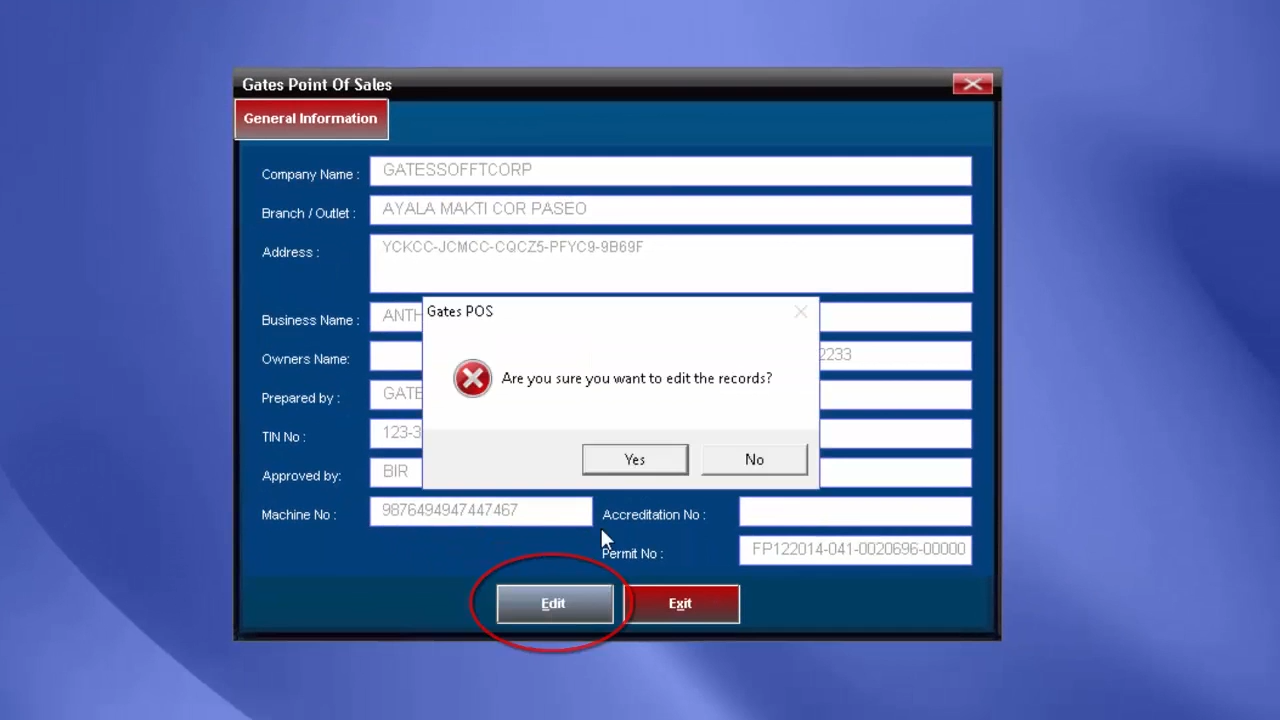 Gates Point Of Sales
General Information
Company Name : GATESSOFFTCORP
Branch / Outlet : AYALA MAKTI COR PASEO
Address : YCKCC-JCMCC-CQCZ5-PFYC9-9B69F
Gates POS
Business Name : ANTH
Owners Name: 2233
Are you sure you want to edit the records?
Prepared by : GATE
TIN No : 123-3
Yes No
Approved by: BIR
Machine No : 9876494947447467 Accreditation No :
Permit No : FP122014-041-0020696-00000
Edit Exit